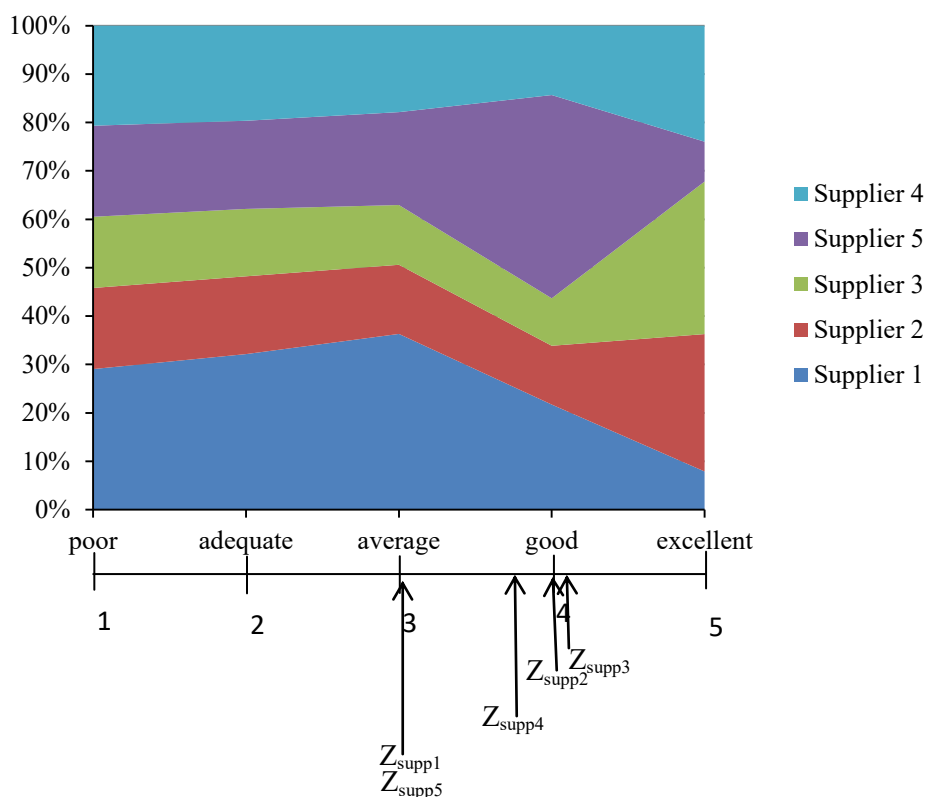 100%
90%
80%
70%
60%
50%
40%
30%
20%
10%
0%
poor adequate average good excellent
1 2 3 4 5
Supplier 4
Supplier 5
Supplier 3
Supplier 2
Supplier 1
Zsupp3
Zsupp2
Zsupp4
Zsupp1
Zsupp5